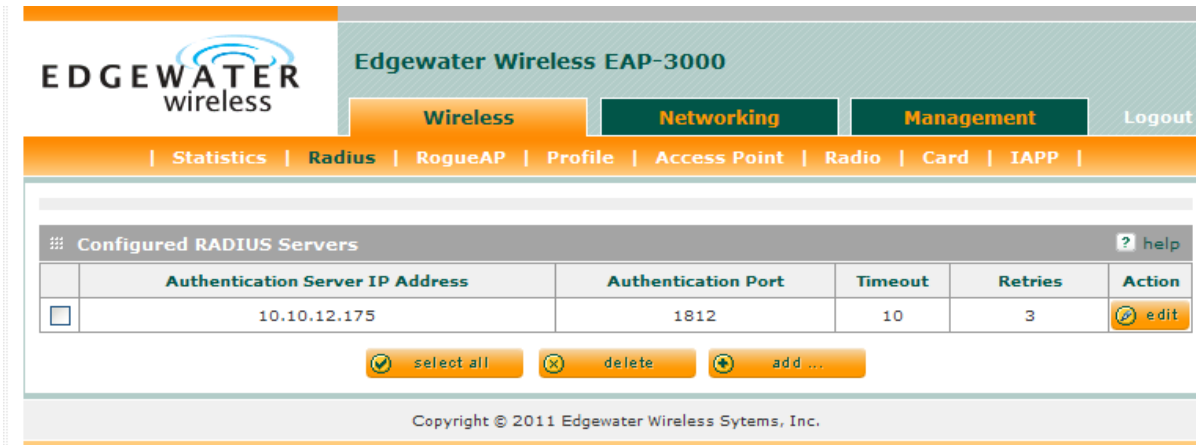 EDGEWATER
wireless
Edgewater Wireless EAP-3000
Wireless Networking Management Logout
| Statistics | Radius | RogueAP | Profile | Access Point | Radio | Card | IAPP |
Configured RADIUS Servers ? help
Authentication Server IP Address Authentication Port Timeout Retries Action
10.10.12.175 1812 10 3 edit
select all delete add ...
Copyright © 2011 Edgewater Wireless Sytems, Inc.